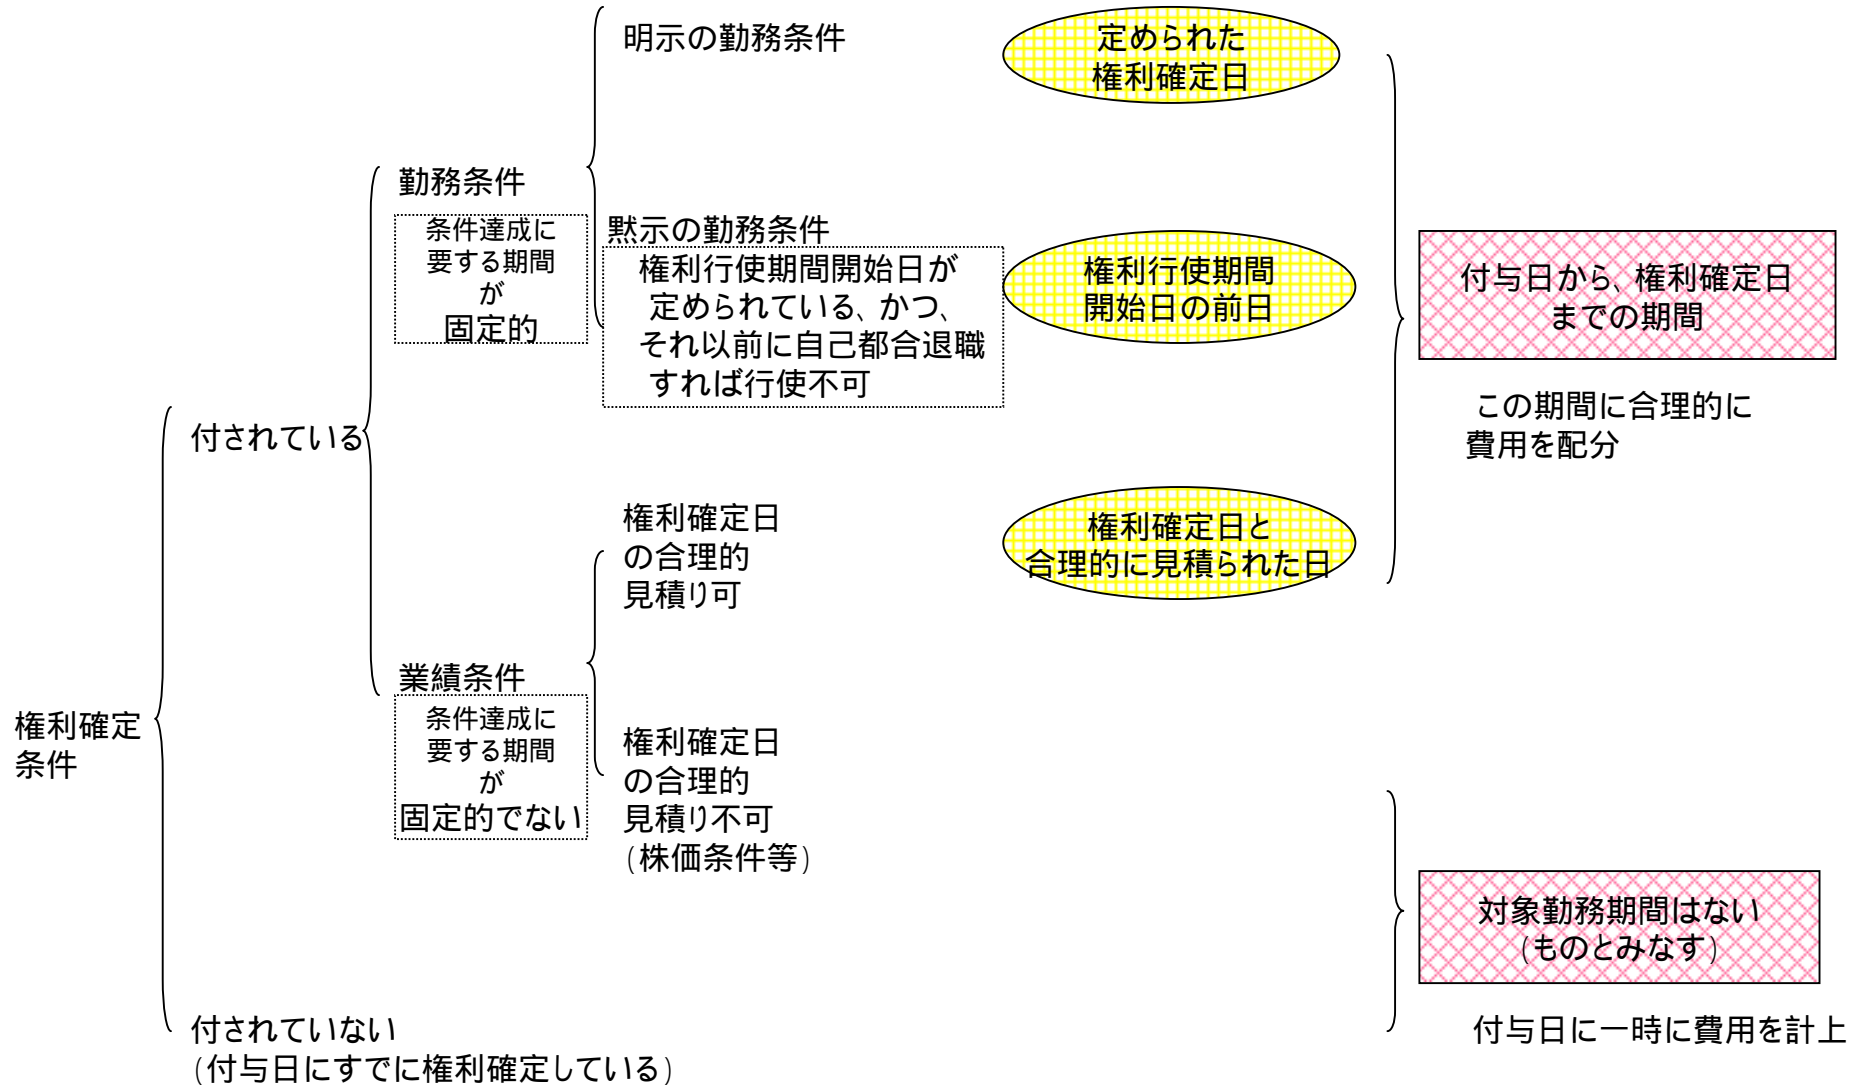 明示の勤務条件
定められた
権利確定日
勤務条件
条件達成に
要する期間
が
固定的
黙示の勤務条件
権利行使期間開始日が
定められている、かつ、
それ以前に自己都合退職
すれば行使不可
権利行使期間
開始日の前日
付与日から、権利確定日
までの期間
この期間に合理的に
費用を配分
付されている
権利確定日
の合理的
見積り可
権利確定日と
合理的に見積られた日
業績条件
条件達成に
要する期間
が
固定的でない
権利確定日
の合理的
見積り不可
(株価条件等)
権利確定
条件
対象勤務期間はない
(ものとみなす)
付されていない
(付与日にすでに権利確定している)
付与日に一時に費用を計上